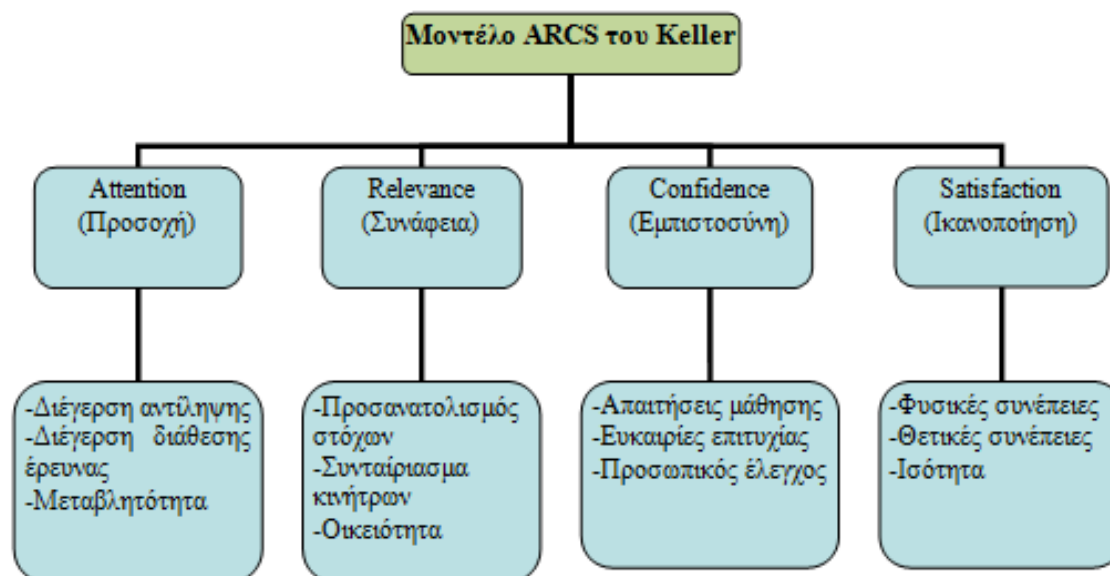 Μοντέλο ARCS του Keller
Attention
(Προσοχή)
Relevance
(Συνάφεια)
Confidence
(Εμπιστοσύνη)
Satisfaction
(Ικανοποίηση)
-Διέγερση αντίληψης
-Διέγερση διάθεσης
έρευνας
-Μεταβλητότητα
-Προσανατολισμός
στόχων
-Συνταίριασμα
κινήτρων
-Οικειότητα
-Απαιτήσεις μάθησης
-Ευκαιρίες επιτυχίας
-Προσωπικός έλεγχος
-Φυσικές συνέπειες
-Θετικές συνέπειες
-Ισότητα